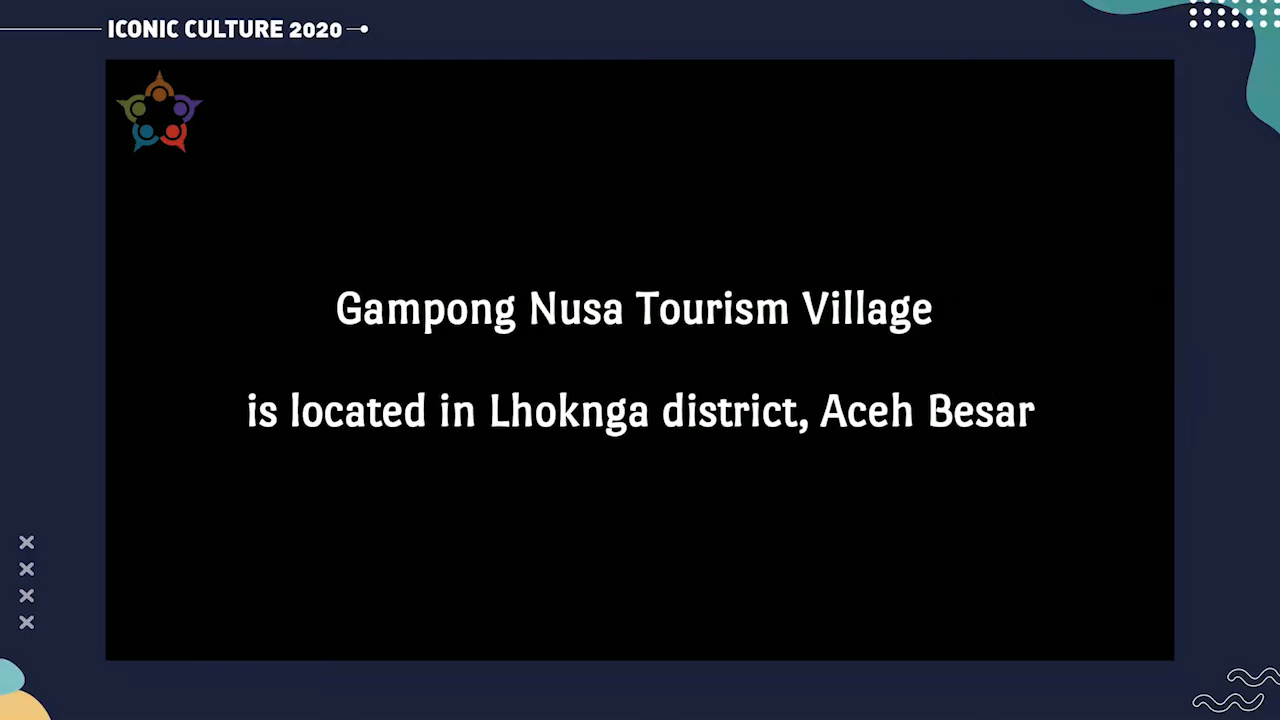 ICONIC CULTURE 2020
Gampong Nusa Tourism Village
is located in Lhoknga district, Aceh Besar